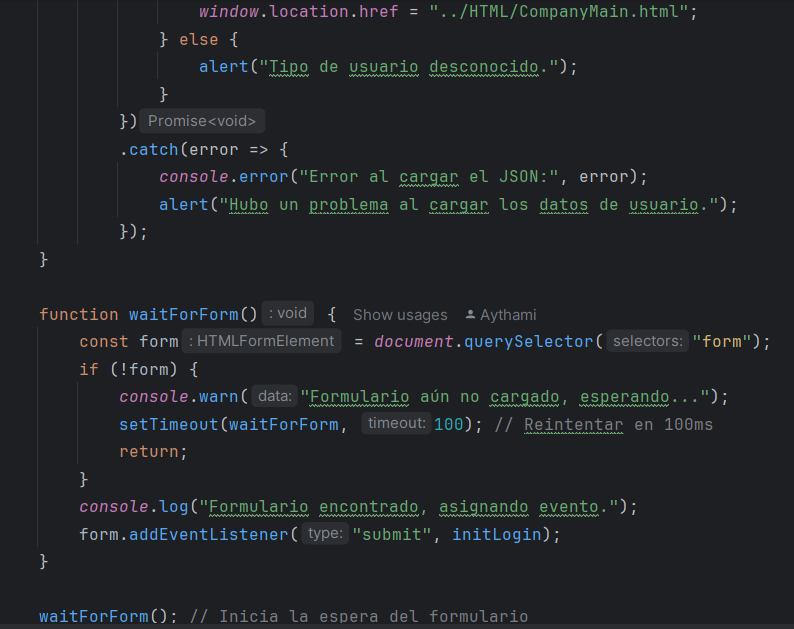 window.location.href = "../HTML/CompanyMain.html";
} else {
alert("Tipo de usuario desconocido.");
}
}) Promise<void>
.catch(error => {
console.error("Error al cargar el JSON:", error);
alert("Hubo un problema al cargar los datos de usuario.");
});
}
function waitForForm() : void { Show usages Aythami
const form : HTMLFormElement = document.querySelector( selectors: "form");
if (!form) {
console.warn( data: "Formulario aún no cargado, esperando...");
setTimeout(waitForForm, timeout: 100); // Reintentar en 100ms
return;
}
console.log("Formulario encontrado, asignando evento.");
form.addEventListener( type: "submit", initLogin);
}
waitForForm(); // Inicia la espera del formulario